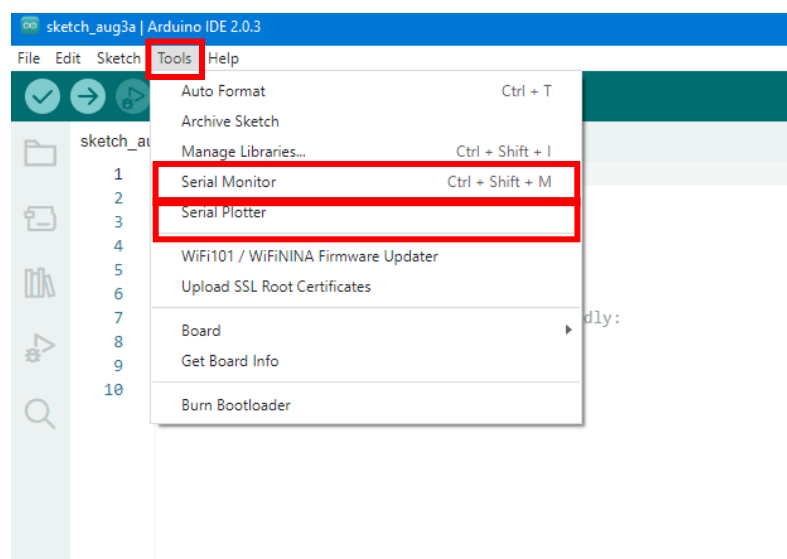 sketch_aug3a | Arduino IDE 2.0.3
File Edit Sketch Tools Help
Auto Format Ctrl + T
Archive Sketch
sketch_au
Manage Libraries... Ctrl + Shift + I
1
Serial Monitor Ctrl + Shift + M
2
Serial Plotter
3
4
WiFi101 / WiFiNINA Firmware Updater
5
Upload SSL Root Certificates
6
7 dly:
Board
8
Get Board Info
9
10
Burn Bootloader